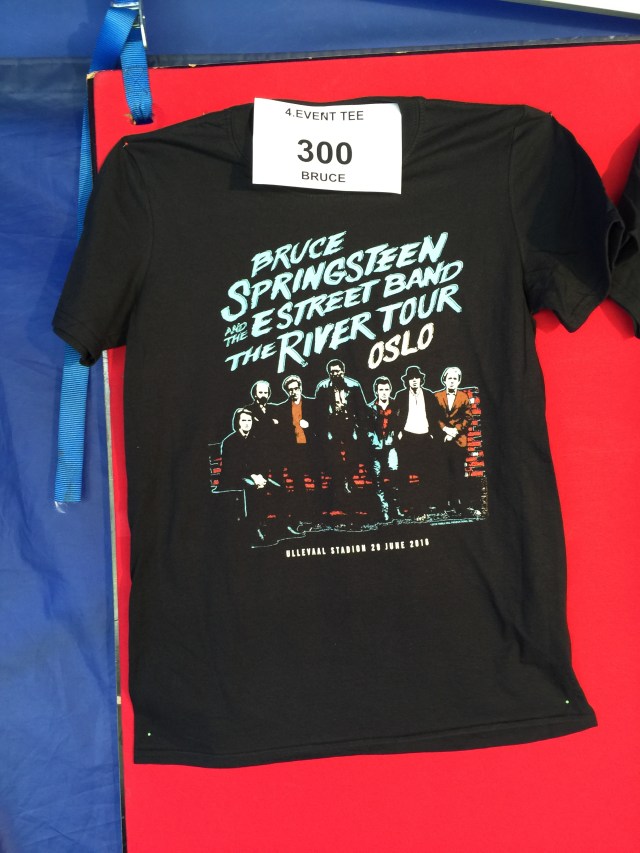 4.EVENT TEE
300
BRUCE
BRUCE
SPRINGSTEEN
AND THE E STREET BAND
THE RIVER TOUR
OSLO
ULLEVAAL STADION 28 JUNE 2016